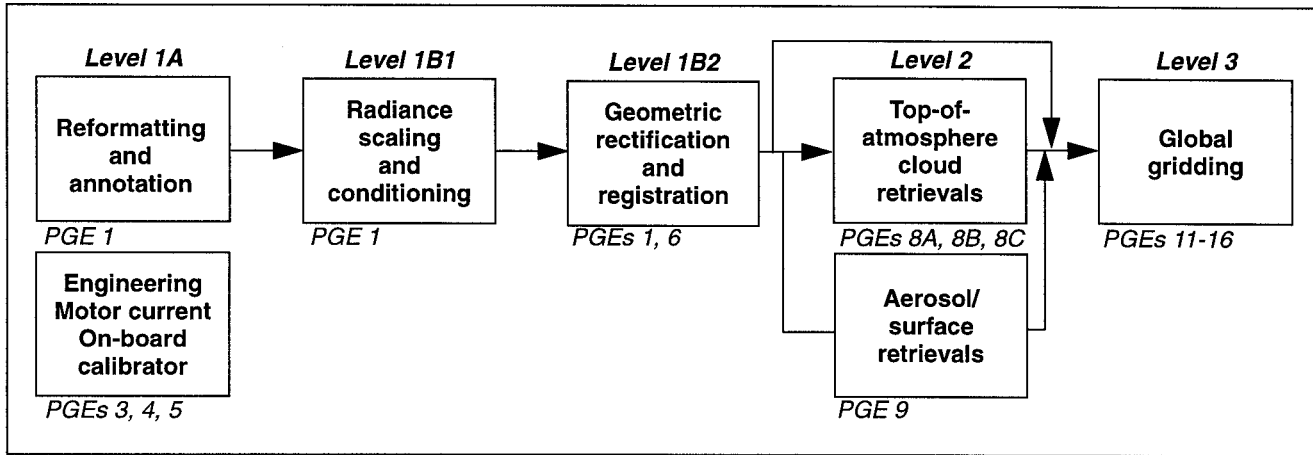 Level 1A
Reformatting
and
annotation
PGE 1
Engineering
Motor current
On-board
calibrator
PGEs 3, 4, 5
Level 1B1
Radiance
scaling
and
conditioning
PGE 1
Level 1B2
Geometric
rectification
and
registration
PGEs 1, 6
Level 2
Top-of-
atmosphere
cloud
retrievals
PGEs 8A, 8B, 8C
Aerosol/
surface
retrievals
PGE 9
Level 3
Global
gridding
PGEs 11-16